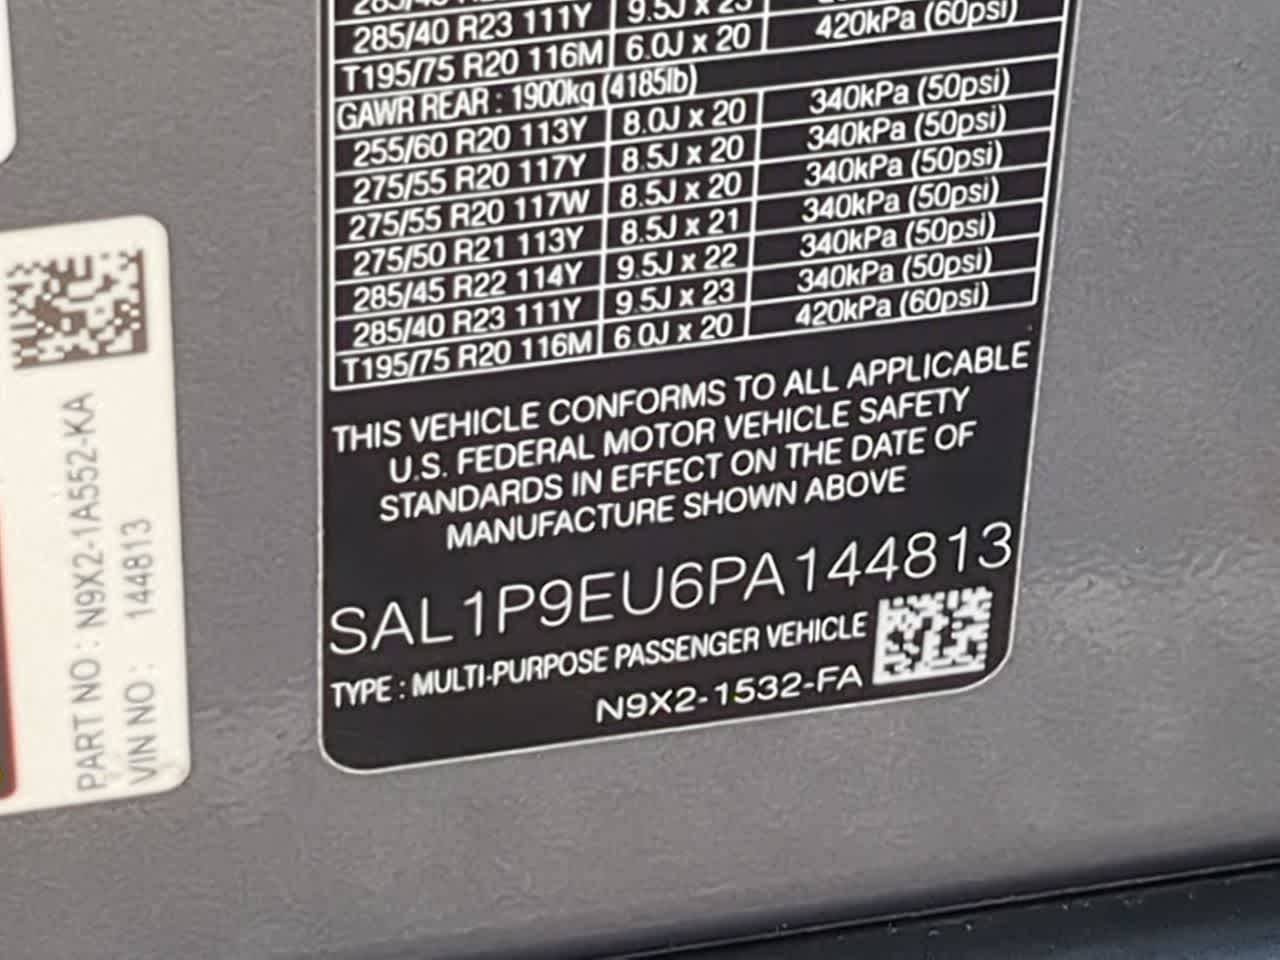 285/40 R23 111Y 9.5J x 23
T195/75 R20 116M 6.0J x 20 420kPa (60psi)
GAWR REAR : 1900kg (4185lb)
255/60 R20 113Y 8.0J x 20 340kPa (50psi)
275/55 R20 117Y 8.5J x 20 340kPa (50psi)
275/55 R20 117W 8.5J x 20 340kPa (50psi)
275/50 R21 113Y 8.5J x 21 340kPa (50psi)
285/45 R22 114Y 9.5J x 22 340kPa (50psi)
285/40 R23 111Y 9.5J x 23 340kPa (50psi)
T195/75 R20 116M 6.0J x 20 420kPa (60psi)
THIS VEHICLE CONFORMS TO ALL APPLICABLE
U.S. FEDERAL MOTOR VEHICLE SAFETY
STANDARDS IN EFFECT ON THE DATE OF
MANUFACTURE SHOWN ABOVE
SAL1P9EU6PA144813
TYPE : MULTI-PURPOSE PASSENGER VEHICLE
N9X2-1532-FA
PART NO : N9X2-1A552-KA
VIN NO : 144813